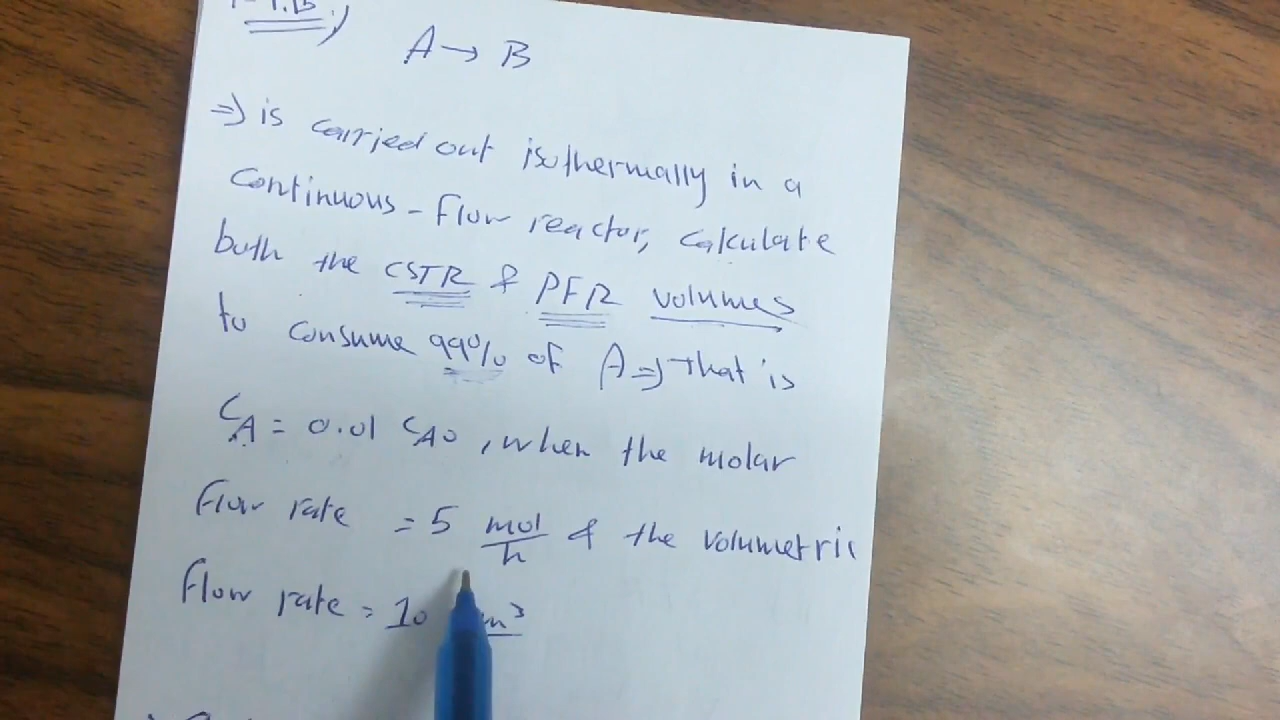 A → B
⇒ is carried out isothermally in a
continuous - flow reactor, calculate
both the CSTR & PFR volumes
to consume 99% of A ⇒ that is
CA = 0.01 CA0 , when the molar
flow rate = 5 mol/h & the volumetric
flow rate = 10